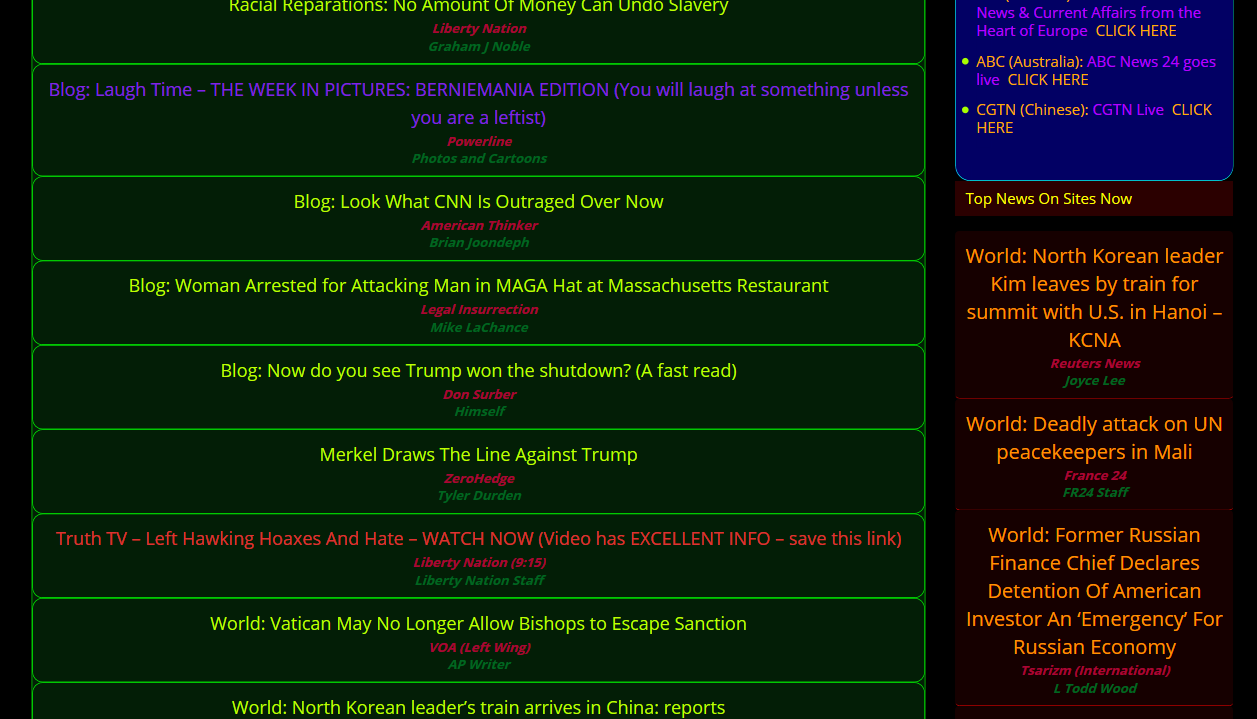 Racial Reparations: No Amount Of Money Can Undo Slavery
Liberty Nation
Graham J Noble
Blog: Laugh Time – THE WEEK IN PICTURES: BERNIEMANIA EDITION (You will laugh at something unless
you are a leftist)
Powerline
Photos and Cartoons
Blog: Look What CNN Is Outraged Over Now
American Thinker
Brian Joondeph
Blog: Woman Arrested for Attacking Man in MAGA Hat at Massachusetts Restaurant
Legal Insurrection
Mike LaChance
Blog: Now do you see Trump won the shutdown? (A fast read)
Don Surber
Himself
Merkel Draws The Line Against Trump
ZeroHedge
Tyler Durden
Truth TV – Left Hawking Hoaxes And Hate – WATCH NOW (Video has EXCELLENT INFO – save this link)
Liberty Nation (9:15)
Liberty Nation Staff
World: Vatican May No Longer Allow Bishops to Escape Sanction
VOA (Left Wing)
AP Writer
World: North Korean leader's train arrives in China: reports
News & Current Affairs from the
Heart of Europe CLICK HERE
ABC (Australia): ABC News 24 goes
live CLICK HERE
CGTN (Chinese): CGTN Live CLICK
HERE
Top News On Sites Now
World: North Korean leader
Kim leaves by train for
summit with U.S. in Hanoi –
KCNA
Reuters News
Joyce Lee
World: Deadly attack on UN
peacekeepers in Mali
France 24
FR24 Staff
World: Former Russian
Finance Chief Declares
Detention Of American
Investor An ‘Emergency’ For
Russian Economy
Tsarizm (International)
L Todd Wood